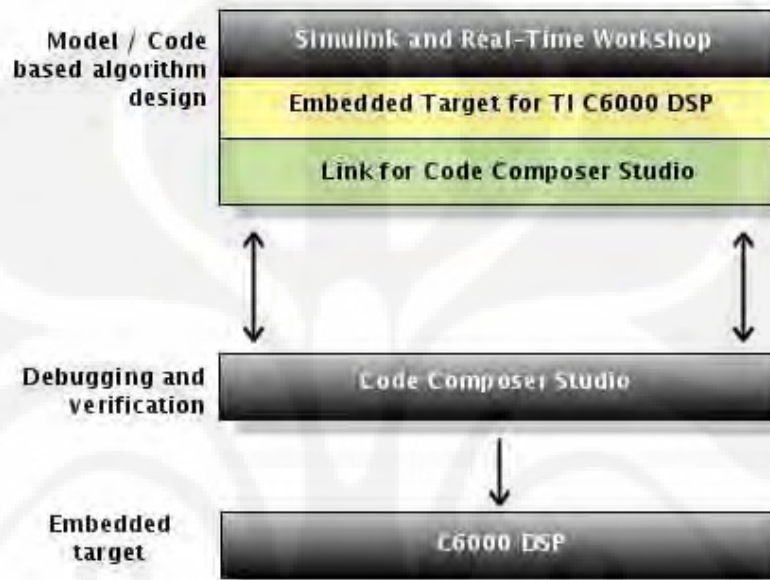 Model / Code
based algorithm
design
Simulink and Real-Time Workshop
Embedded Target for TI C6000 DSP
Link for Code Composer Studio
Debugging and
verification
Code Composer Studio
Embedded
target
C6000 DSP